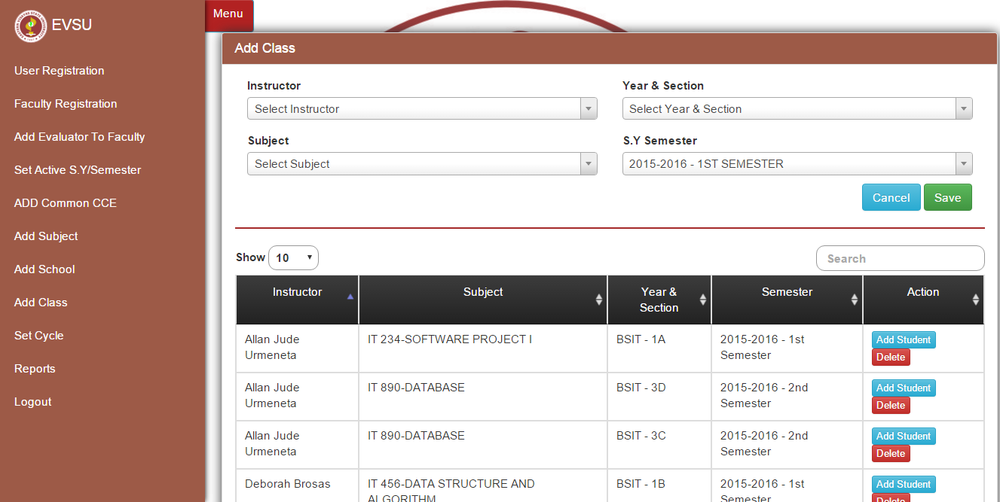 EVSU
User Registration
Faculty Registration
Add Evaluator To Faculty
Set Active S.Y/Semester
ADD Common CCE
Add Subject
Add School
Add Class
Set Cycle
Reports
Logout
Menu
Add Class
Instructor
Select Instructor
Year & Section
Select Year & Section
Subject
Select Subject
S.Y Semester
2015-2016 - 1ST SEMESTER
Cancel Save
Show 10
Search
Instructor Subject Year & Semester Action
Section
Allan Jude IT 234-SOFTWARE PROJECT I BSIT - 1A 2015-2016 - 1st Add Student
Urmeneta Semester Delete
Allan Jude IT 890-DATABASE BSIT - 3D 2015-2016 - 2nd Add Student
Urmeneta Semester Delete
Allan Jude IT 890-DATABASE BSIT - 3C 2015-2016 - 2nd Add Student
Urmeneta Semester Delete
Deborah Brosas IT 456-DATA STRUCTURE AND BSIT - 1B 2015-2016 - 1st Add Student
ALGORITHM Semester Delete